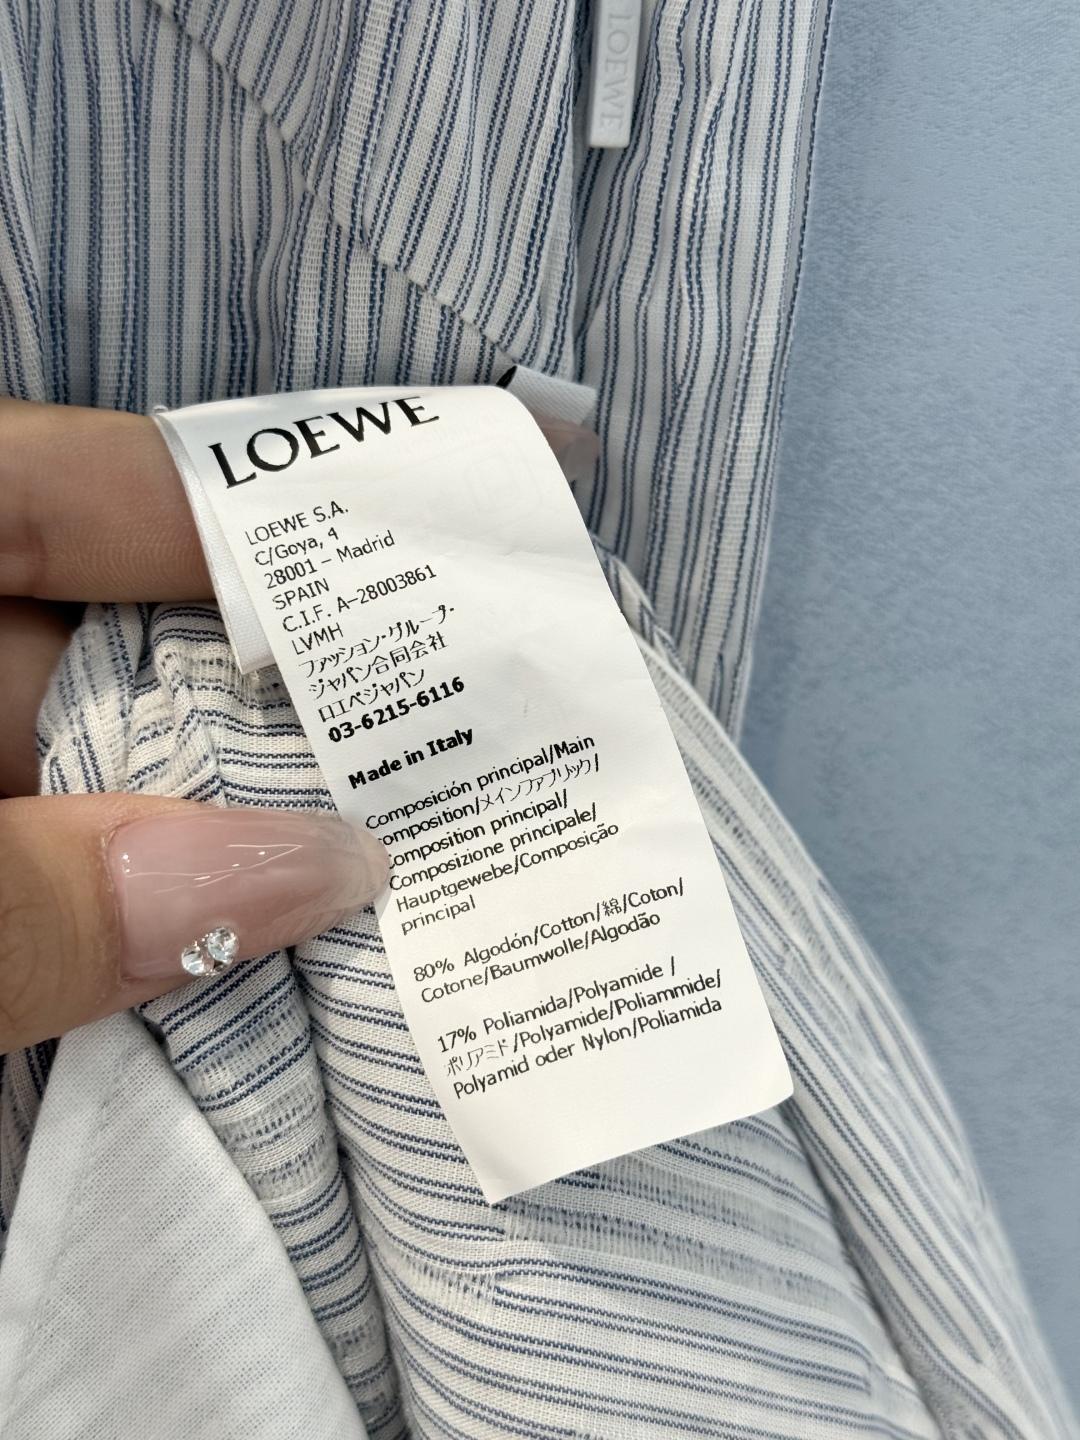 LOEWE
LOEWE
LOEWE S.A.
C/Goya, 4
28001 – Madrid
SPAIN
C.I.F. A-28003861
LVMH
ファッション・グループ・
ジャパン合同会社
ロエベジャパン
03-6215-6116
Made in Italy
Composición principal/Main
composition/メインファブリック/
Composition principal/
Composizione principale/
Hauptgewebe/Composição
principal
80% Algodón/Cotton/綿/Coton/
Cotone/Baumwolle/Algodão
17% Poliamida/Polyamide /
ポリアミド/Polyamide/Poliammide/
Polyamid oder Nylon/Poliamida